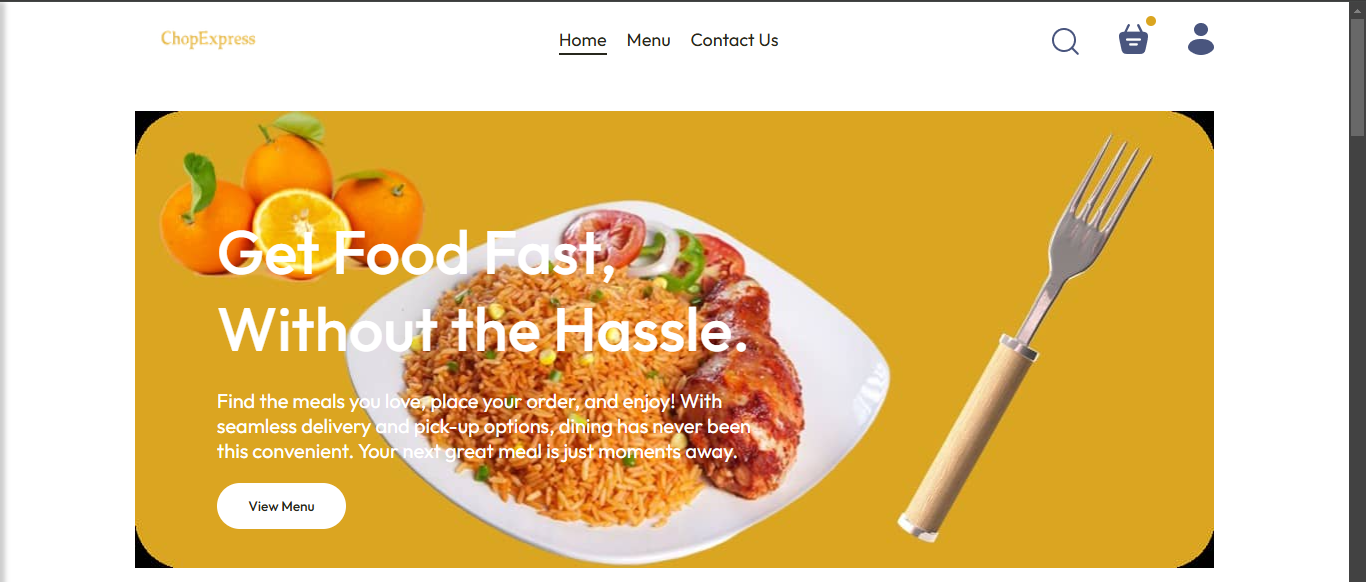 ChopExpress
Home Menu Contact Us
Get Food Fast,
Without the Hassle.
Find the meals you love, place your order, and enjoy! With
seamless delivery and pick-up options, dining has never been
this convenient. Your next great meal is just moments away.
View Menu